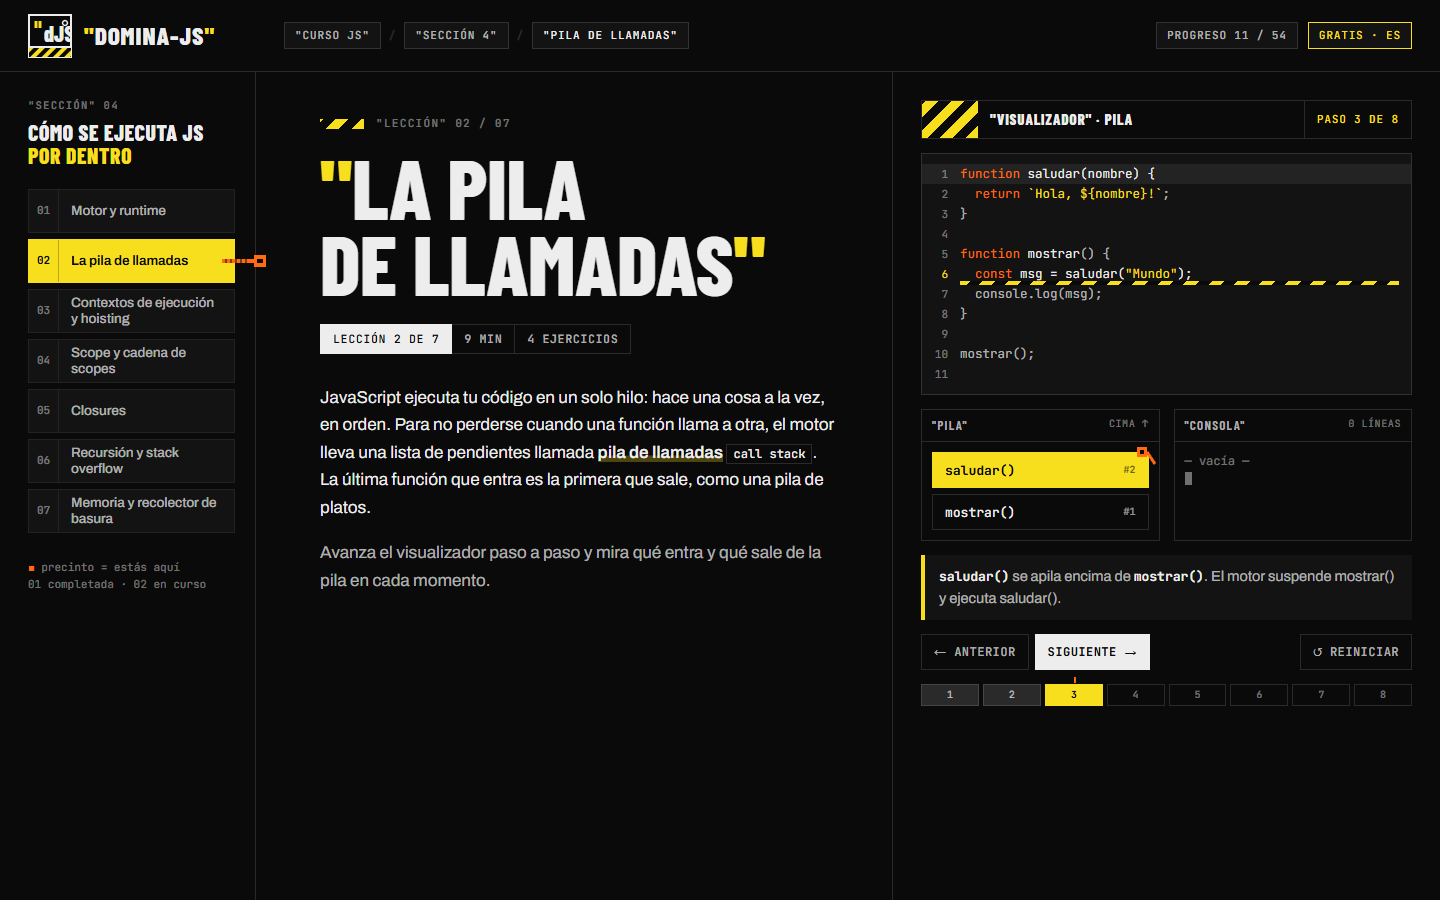 "dJS
"DOMINA-JS"
"CURSO JS" / "SECCIÓN 4" / "PILA DE LLAMADAS"
PROGRESO 11 / 54
GRATIS · ES
"SECCIÓN" 04
CÓMO SE EJECUTA JS
POR DENTRO
01 Motor y runtime
02 La pila de llamadas
03 Contextos de ejecución
y hoisting
04 Scope y cadena de
scopes
05 Closures
06 Recursión y stack
overflow
07 Memoria y recolector de
basura
precinto = estás aquí
01 completada · 02 en curso
"LECCIÓN" 02 / 07
"LA PILA
DE LLAMADAS"
LECCIÓN 2 DE 7
9 MIN
4 EJERCICIOS
JavaScript ejecuta tu código en un solo hilo: hace una cosa a la vez,
en orden. Para no perderse cuando una función llama a otra, el motor
lleva una lista de pendientes llamada pila de llamadas call stack.
La última función que entra es la primera que sale, como una pila de
platos.
Avanza el visualizador paso a paso y mira qué entra y qué sale de la
pila en cada momento.
"VISUALIZADOR" · PILA
PASO 3 DE 8
1 function saludar(nombre) {
2 return `Hola, ${nombre}!`;
3 }
4
5 function mostrar() {
6 const msg = saludar("Mundo");
7 console.log(msg);
8 }
9
10 mostrar();
11
"PILA"
CIMA ↑
saludar() #2
mostrar() #1
"CONSOLA"
0 LÍNEAS
— vacía —
saludar() se apila encima de mostrar(). El motor suspende mostrar()
y ejecuta saludar().
← ANTERIOR
SIGUIENTE →
↺ REINICIAR
1 2 3 4 5 6 7 8